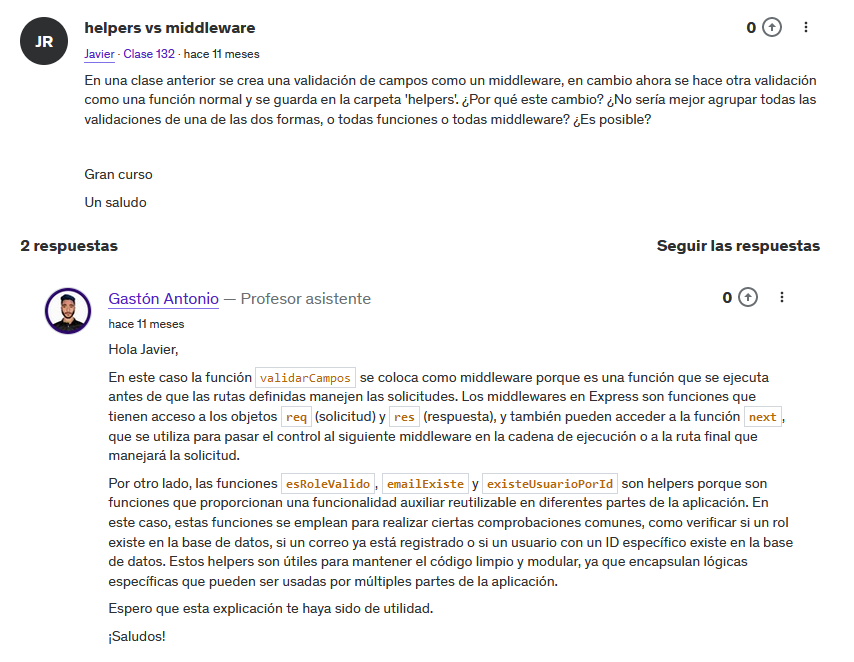 JR
helpers vs middleware
0
Javier · Clase 132 · hace 11 meses
En una clase anterior se crea una validación de campos como un middleware, en cambio ahora se hace otra validación
como una función normal y se guarda en la carpeta 'helpers'. ¿Por qué este cambio? ¿No sería mejor agrupar todas las
validaciones de una de las dos formas, o todas funciones o todas middleware? ¿Es posible?
Gran curso
Un saludo
2 respuestas
Seguir las respuestas
Gastón Antonio — Profesor asistente
0
hace 11 meses
Hola Javier,
En este caso la función validarCampos se coloca como middleware porque es una función que se ejecuta
antes de que las rutas definidas manejen las solicitudes. Los middlewares en Express son funciones que
tienen acceso a los objetos req (solicitud) y res (respuesta), y también pueden acceder a la función next,
que se utiliza para pasar el control al siguiente middleware en la cadena de ejecución o a la ruta final que
manejará la solicitud.
Por otro lado, las funciones esRoleValido, emailExiste y existeUsuarioPorId son helpers porque son
funciones que proporcionan una funcionalidad auxiliar reutilizable en diferentes partes de la aplicación. En
este caso, estas funciones se emplean para realizar ciertas comprobaciones comunes, como verificar si un rol
existe en la base de datos, si un correo ya está registrado o si un usuario con un ID específico existe en la base
de datos. Estos helpers son útiles para mantener el código limpio y modular, ya que encapsulan lógicas
específicas que pueden ser usadas por múltiples partes de la aplicación.
Espero que esta explicación te haya sido de utilidad.
¡Saludos!